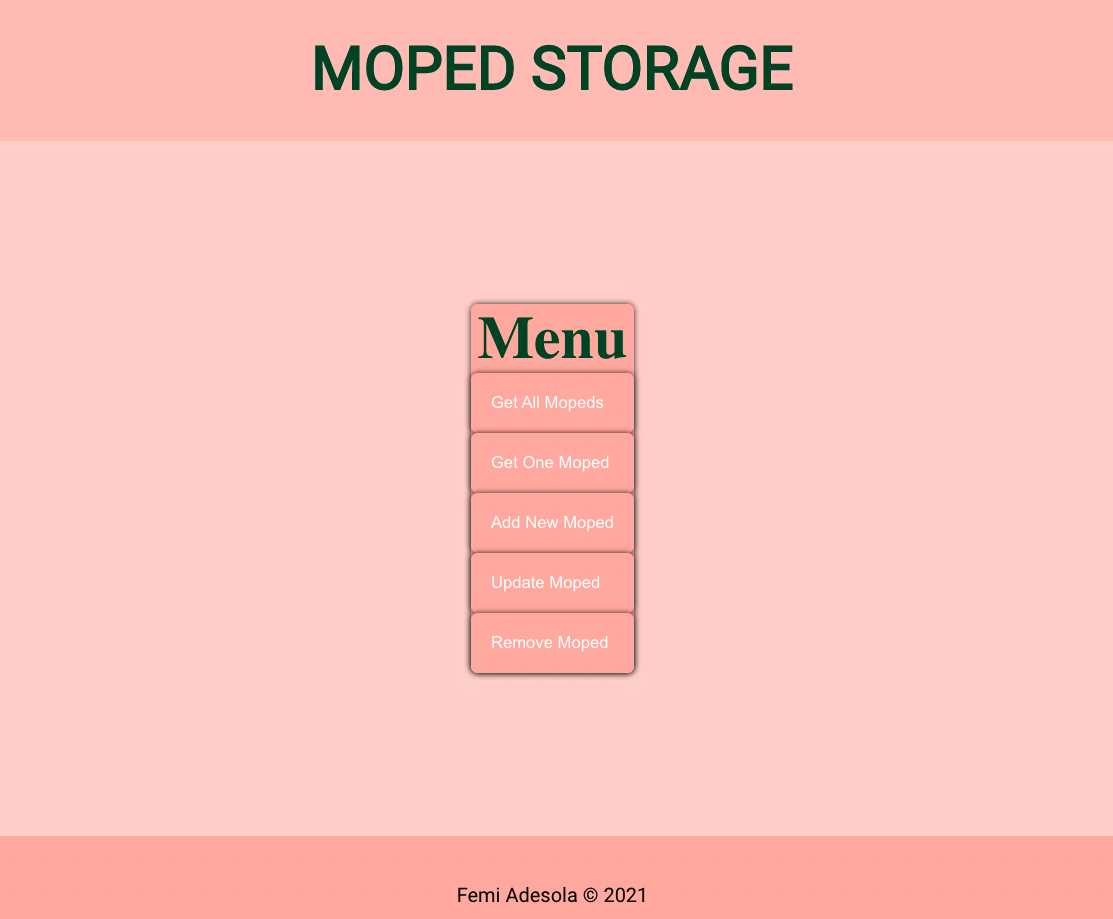 MOPED STORAGE
Menu
Get All Mopeds
Get One Moped
Add New Moped
Update Moped
Remove Moped
Femi Adesola © 2021